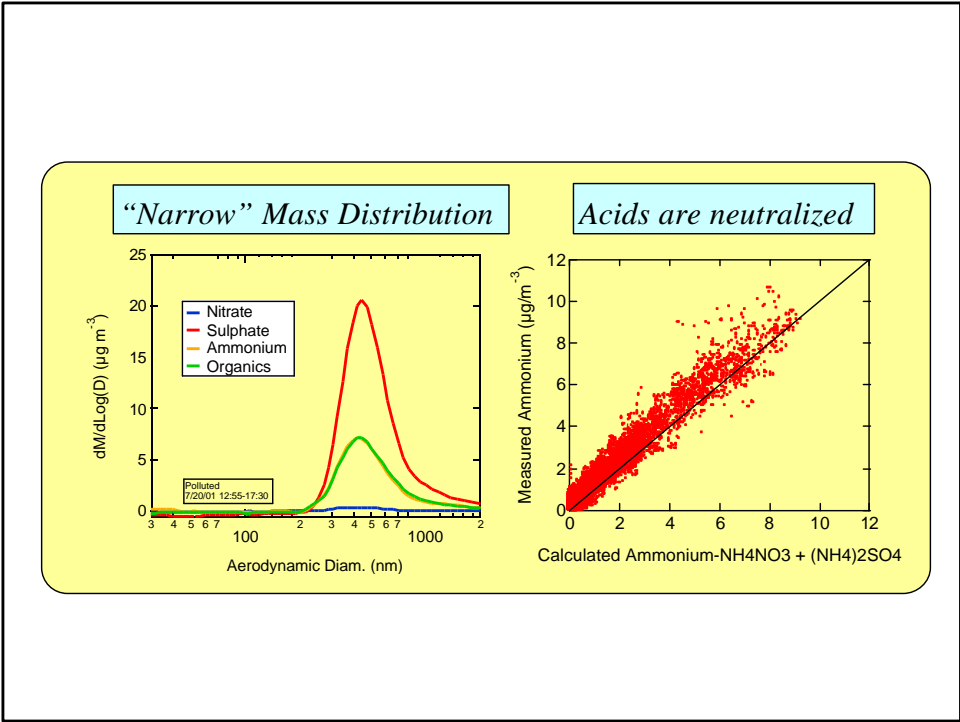 “Narrow” Mass Distribution
25
20
15
10
5
0
dM/dLog(D) (µg m-3)
Nitrate
Sulphate
Ammonium
Organics
Polluted
7/20/01 12:55-17:30
3 4 5 6 7 2 3 4 5 6 7 2
100 1000
Aerodynamic Diam. (nm)
Acids are neutralized
12
10
8
6
4
2
0
Measured Ammonium (µg/m-3)
0 2 4 6 8 10 12
Calculated Ammonium-NH4NO3 + (NH4)2SO4